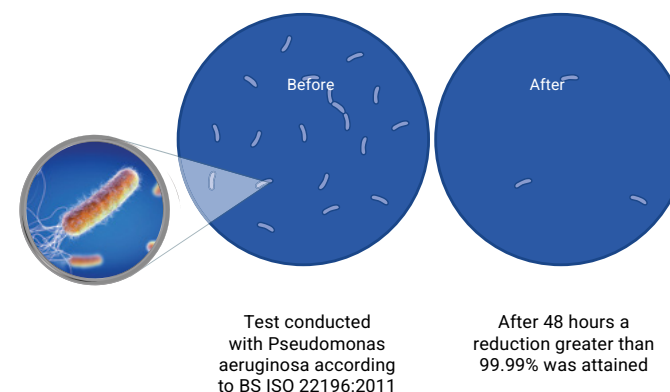 Before
After
Test conducted
with Pseudomonas
aeruginosa according
to BS ISO 22196:2011
After 48 hours a
reduction greater than
99.99% was attained